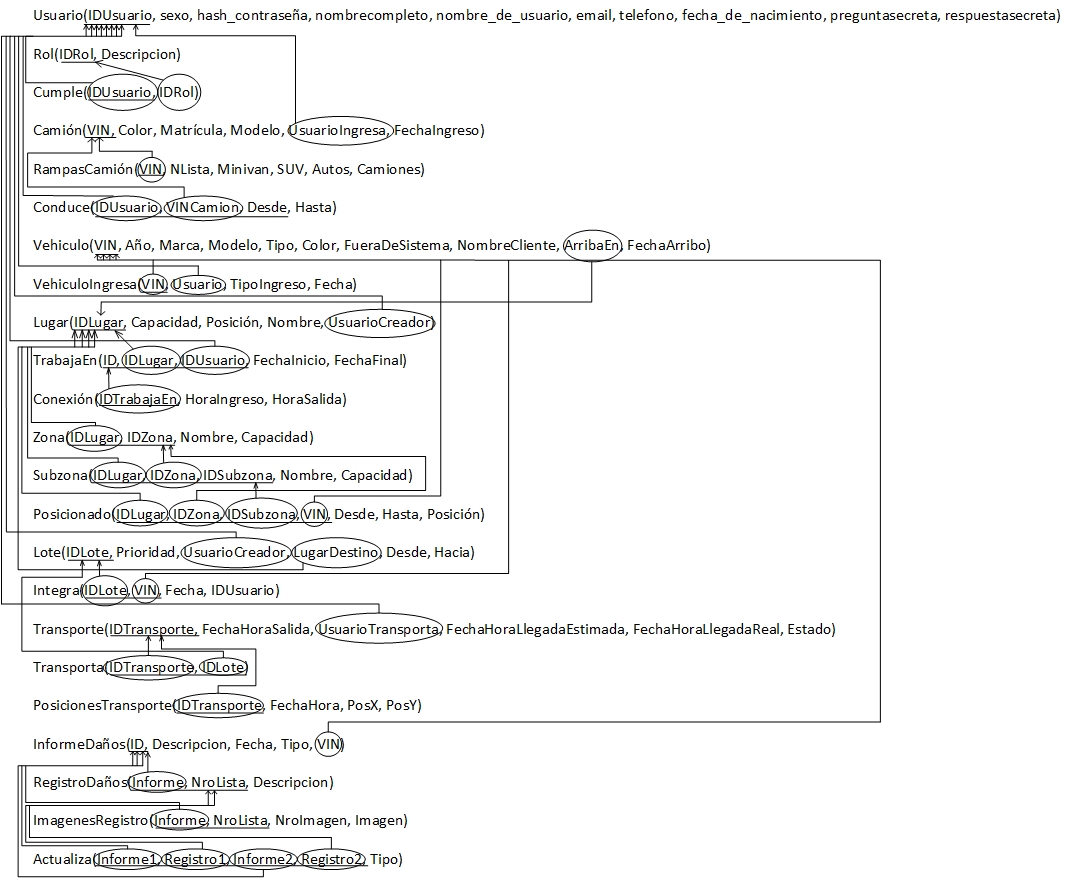 Usuario(IDUsuario, sexo, hash_contraseña, nombrecompleto, nombre_de_usuario, email, telefono, fecha_de_nacimiento, preguntasecreta, respuestasecreta)
Rol(IDRol, Descripcion)
Cumple(IDUsuario, IDRol)
Camión(VIN, Color, Matrícula, Modelo, UsuarioIngresa, FechaIngreso)
RampasCamión(VIN, NLista, Minivan, SUV, Autos, Camiones)
Conduce(IDUsuario, VINCamion, Desde, Hasta)
Vehiculo(VIN, Año, Marca, Modelo, Tipo, Color, FueraDeSistema, NombreCliente, ArribaEn, FechaArribo)
VehiculoIngresa(VIN, Usuario, TipoIngreso, Fecha)
Lugar(IDLugar, Capacidad, Posición, Nombre, UsuarioCreador)
TrabajaEn(ID, IDLugar, IDUsuario, FechaInicio, FechaFinal)
Conexión(IDTrabajaEn, HoraIngreso, HoraSalida)
Zona(IDLugar, IDZona, Nombre, Capacidad)
Subzona(IDLugar, IDZona, IDSubzona, Nombre, Capacidad)
Posicionado(IDLugar, IDZona, IDSubzona, VIN, Desde, Hasta, Posición)
Lote(IDLote, Prioridad, UsuarioCreador, LugarDestino, Desde, Hacia)
Integra(IDLote, VIN, Fecha, IDUsuario)
Transporte(IDTransporte, FechaHoraSalida, UsuarioTransporta, FechaHoraLlegadaEstimada, FechaHoraLlegadaReal, Estado)
Transporta(IDTransporte, IDLote)
PosicionesTransporte(IDTransporte, FechaHora, PosX, PosY)
InformeDaños(ID, Descripcion, Fecha, Tipo, VIN)
RegistroDaños(Informe, NroLista, Descripcion)
ImagenesRegistro(Informe, NroLista, NroImagen, Imagen)
Actualiza(Informe1, Registro1, Informe2, Registro2, Tipo)